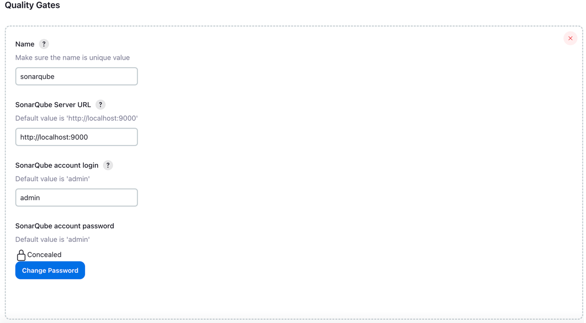 Quality Gates
Name ?
Make sure the name is unique value
sonarqube
SonarQube Server URL ?
Default value is 'http://localhost:9000'
http://localhost:9000
SonarQube account login ?
Default value is 'admin'
admin
SonarQube account password
Default value is 'admin'
Concealed
Change Password